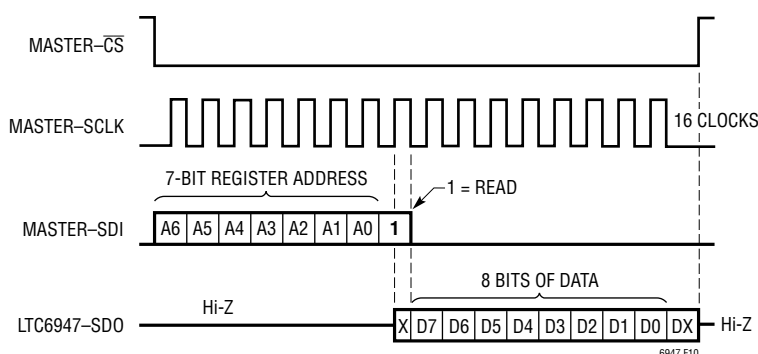 MASTER–CS
MASTER–SCLK
16 CLOCKS
7-BIT REGISTER ADDRESS
1 = READ
MASTER–SDI
A6 A5 A4 A3 A2 A1 A0 1
8 BITS OF DATA
Hi-Z
LTC6947–SDO
X D7 D6 D5 D4 D3 D2 D1 D0 DX
Hi-Z
6947 F10